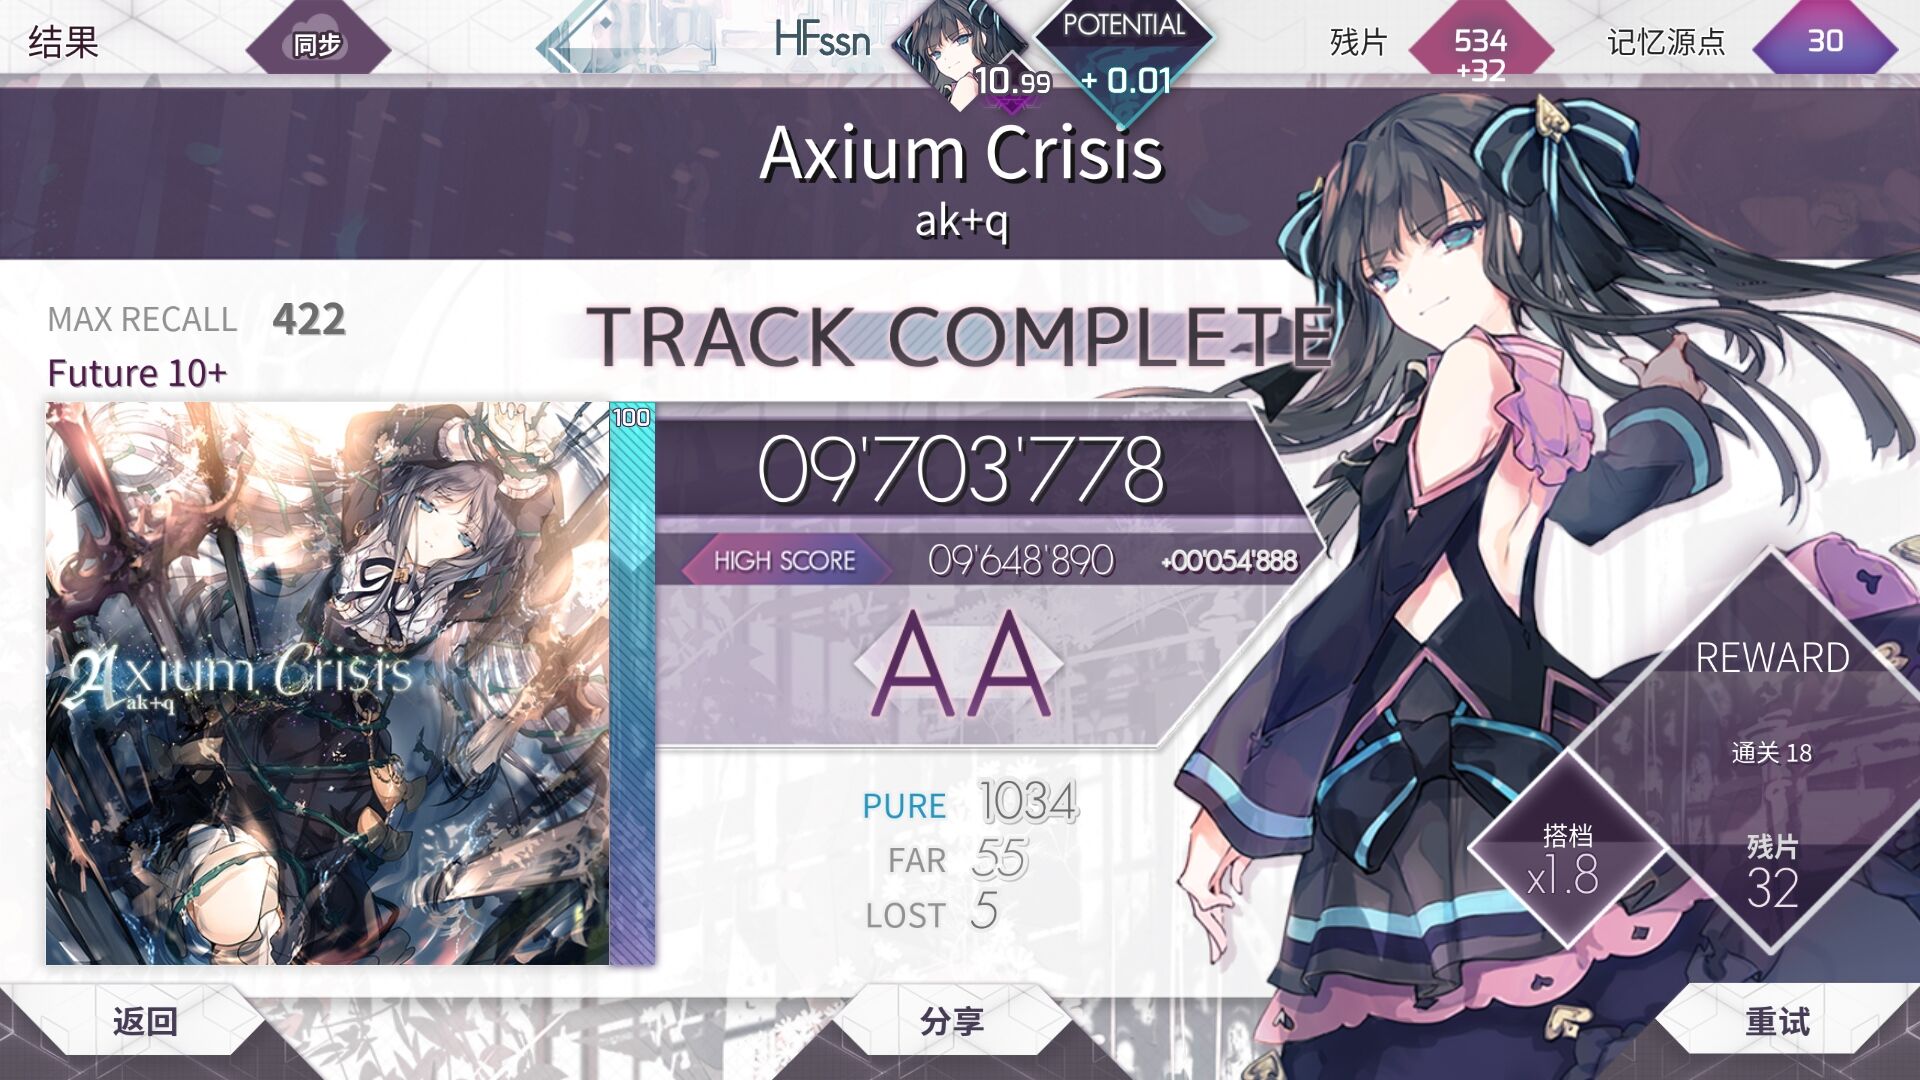 结果
同步
HFssn
10.99
POTENTIAL
+ 0.01
残片
534
+32
记忆源点
30
Axium Crisis
ak+q
MAX RECALL 422
Future 10+
TRACK COMPLETE
100
09'703'778
HIGH SCORE 09'648'890 +00'054'888
AA
Axium Crisis
ak+q
PURE 1034
FAR 55
LOST 5
REWARD
通关 18
搭档
x1.8
残片
32
返回
分享
重试